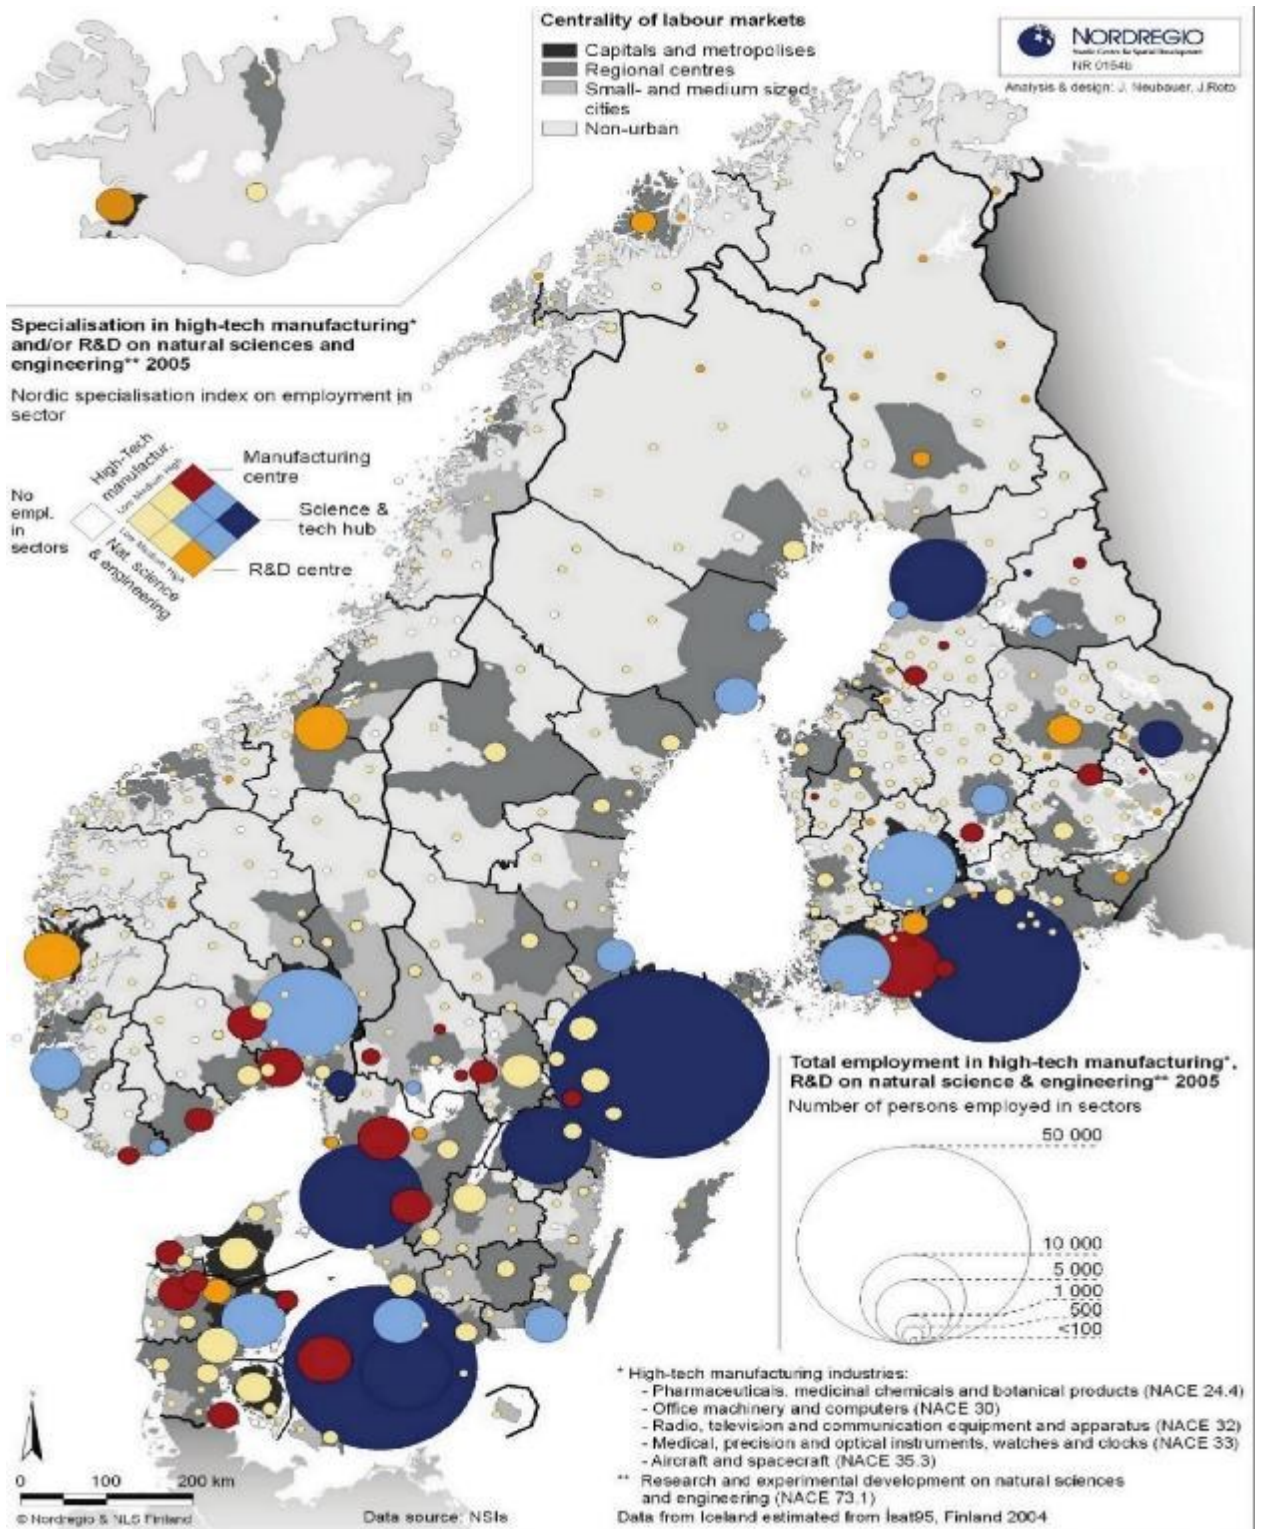 Centrality of labour markets
Capitals and metropolises
Regional centres
Small- and medium sized
cities
Non-urban
NORDREGIO
Nordic Centre for Spatial Development
NR 0154b
Analysis & design: J. Neubauer, J.Roto
Specialisation in high-tech manufacturing*
and/or R&D on natural sciences and
engineering** 2005
Nordic specialisation index on employment in
sector
High-Tech
manufactur.
Low Medium High
Manufacturing
centre
No
empl.
in
sectors
Science &
tech hub
Low Medium High
Nat. science
& engineering
R&D centre
Total employment in high-tech manufacturing*,
R&D on natural science & engineering** 2005
Number of persons employed in sectors
50 000
10 000
5 000
1 000
500
<100
* High-tech manufacturing industries:
- Pharmaceuticals, medicinal chemicals and botanical products (NACE 24.4)
- Office machinery and computers (NACE 30)
- Radio, television and communication equipment and apparatus (NACE 32)
- Medical, precision and optical instruments, watches and clocks (NACE 33)
- Aircraft and spacecraft (NACE 35.3)
** Research and experimental development on natural sciences
and engineering (NACE 73.1)
Data from Iceland estimated from Ísat95, Finland 2004
0 100 200 km
© Nordregio & NLS Finland
Data source: NSIs